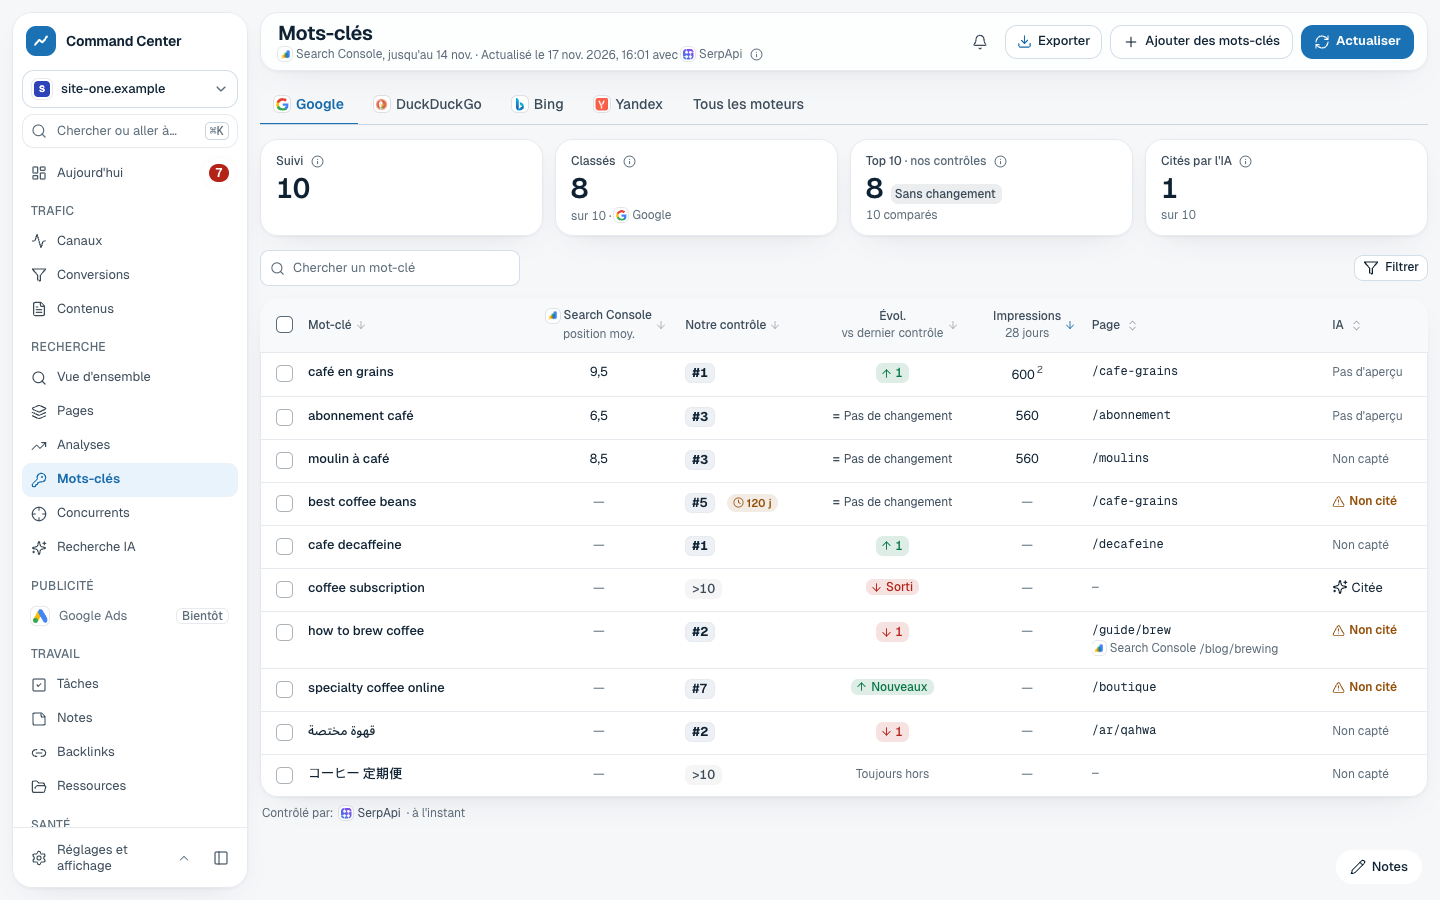 Command Center
S site-one.example
Chercher ou aller à… ⌘K
Aujourd'hui 7
TRAFIC
Canaux
Conversions
Contenus
RECHERCHE
Vue d'ensemble
Pages
Analyses
Mots-clés
Concurrents
Recherche IA
PUBLICITÉ
Google Ads Bientôt
TRAVAIL
Tâches
Notes
Backlinks
Ressources
SANTÉ
Réglages et
affichage
Mots-clés
Search Console, jusqu'au 14 nov. · Actualisé le 17 nov. 2026, 16:01 avec SerpApi
Exporter
Ajouter des mots-clés
Actualiser
Google DuckDuckGo Bing Yandex Tous les moteurs
Suivi
10
Classés
8
sur 10 · Google
Top 10 · nos contrôles
8 Sans changement
10 comparés
Cités par l'IA
1
sur 10
Chercher un mot-clé
Filtrer
Mot-clé Search Console position moy. Notre contrôle Évol. vs dernier contrôle Impressions 28 jours Page IA
café en grains 9,5 #1 ↑ 1 600 2 /cafe-grains Pas d'aperçu
abonnement café 6,5 #3 = Pas de changement 560 /abonnement Pas d'aperçu
moulin à café 8,5 #3 = Pas de changement 560 /moulins Non capté
best coffee beans — #5 120 j = Pas de changement — /cafe-grains Non cité
cafe decaffeine — #1 ↑ 1 — /decafeine Non capté
coffee subscription — >10 ↓ Sorti — – Citée
how to brew coffee — #2 ↓ 1 — /guide/brew Non cité
Search Console /blog/brewing
specialty coffee online — #7 ↑ Nouveaux — /boutique Non cité
قهوة مختصة — #2 ↓ 1 — /ar/qahwa Non capté
コーヒー 定期便 — >10 Toujours hors — – Non capté
Contrôlé par: SerpApi · à l'instant
Notes